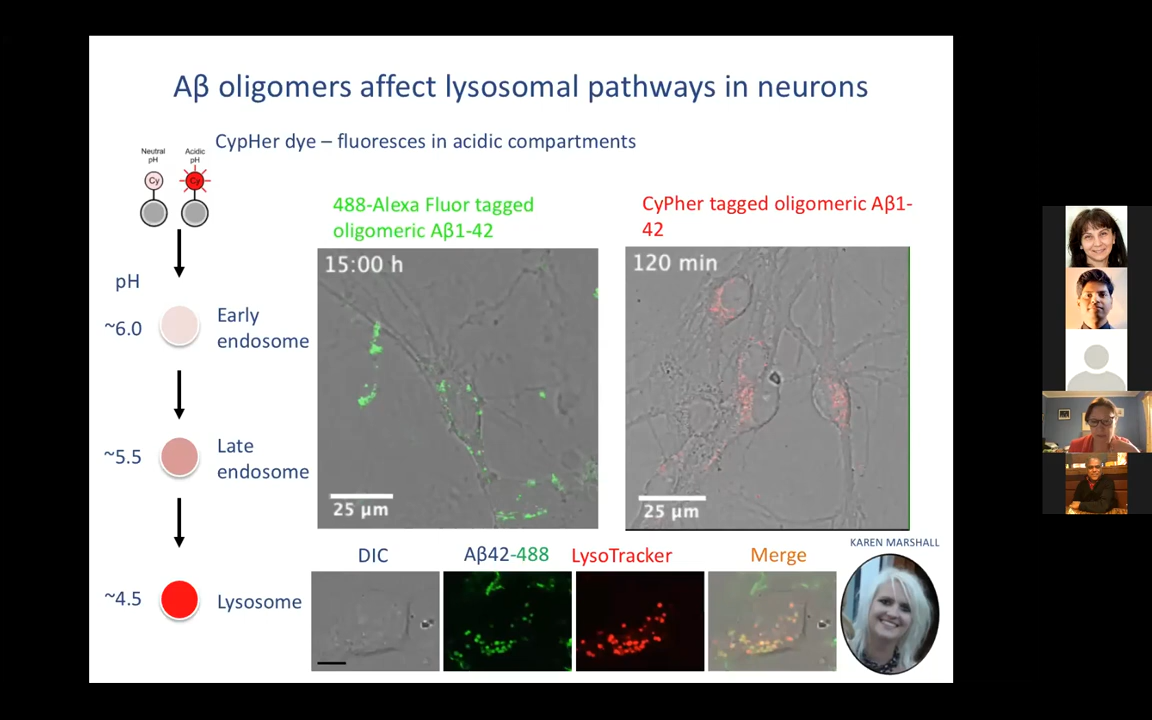 Aβ oligomers affect lysosomal pathways in neurons
CypHer dye – fluoresces in acidic compartments
Neutral
pH
Acidic
pH
Cy
Cy
488-Alexa Fluor tagged
oligomeric Aβ1-42
CyPher tagged oligomeric Aβ1-
42
15:00 h
120 min
pH
~6.0
Early
endosome
~5.5
Late
endosome
~4.5
Lysosome
25 μm
25 μm
DIC
Aβ42-488
LysoTracker
Merge
KAREN MARSHALL